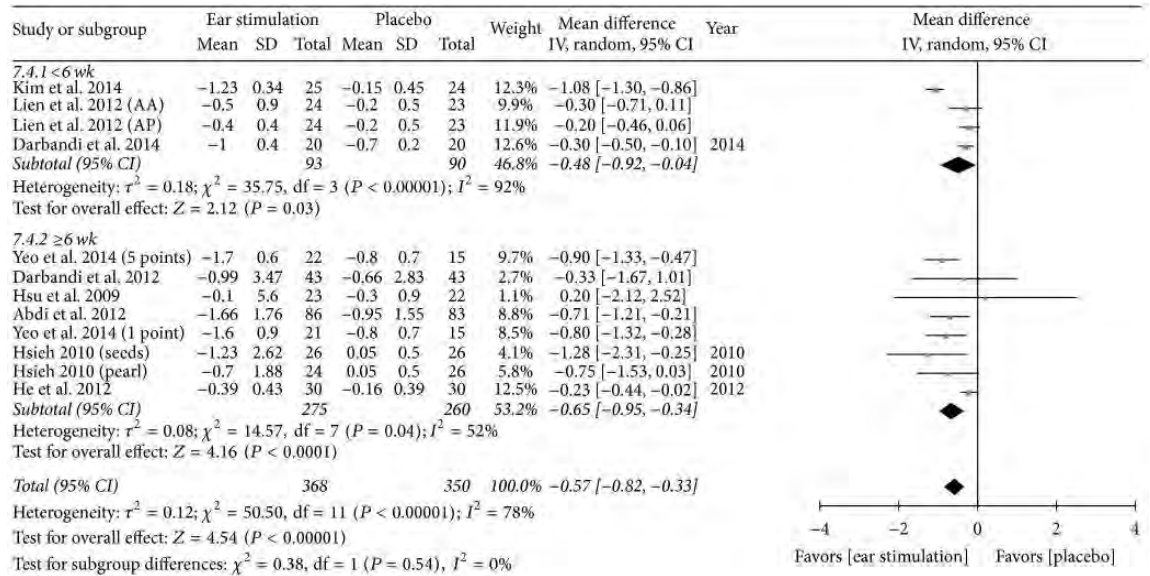 Study or subgroup Ear stimulation Placebo Weight Mean difference Year Mean difference
Mean SD Total Mean SD Total IV, random, 95% CI IV, random, 95% CI
7.4.1 <6 wk
Kim et al. 2014 −1.23 0.34 25 −0.15 0.45 24 12.3% −1.08 [−1.30, −0.86]
Lien et al. 2012 (AA) −0.5 0.9 24 −0.2 0.5 23 9.9% −0.30 [−0.71, 0.11]
Lien et al. 2012 (AP) −0.4 0.4 24 −0.2 0.5 23 11.9% −0.20 [−0.46, 0.06]
Darbandi et al. 2014 −1 0.4 20 −0.7 0.2 20 12.6% −0.30 [−0.50, −0.10] 2014
Subtotal (95% CI) 93 90 46.8% −0.48 [−0.92, −0.04]
Heterogeneity: τ² = 0.18; χ² = 35.75, df = 3 (P < 0.00001); I² = 92%
Test for overall effect: Z = 2.12 (P = 0.03)
7.4.2 ≥6 wk
Yeo et al. 2014 (5 points) −1.7 0.6 22 −0.8 0.7 15 9.7% −0.90 [−1.33, −0.47]
Darbandi et al. 2012 −0.99 3.47 43 −0.66 2.83 43 2.7% −0.33 [−1.67, 1.01]
Hsu et al. 2009 −0.1 5.6 23 −0.3 0.9 22 1.1% 0.20 [−2.12, 2.52]
Abdi et al. 2012 −1.66 1.76 86 −0.95 1.55 83 8.8% −0.71 [−1.21, −0.21]
Yeo et al. 2014 (1 point) −1.6 0.9 21 −0.8 0.7 15 8.5% −0.80 [−1.32, −0.28]
Hsieh 2010 (seeds) −1.23 2.62 26 0.05 0.5 26 4.1% −1.28 [−2.31, −0.25] 2010
Hsieh 2010 (pearl) −0.7 1.88 24 0.05 0.5 26 5.8% −0.75 [−1.53, 0.03] 2010
He et al. 2012 −0.39 0.43 30 −0.16 0.39 30 12.5% −0.23 [−0.44, −0.02] 2012
Subtotal (95% CI) 275 260 53.2% −0.65 [−0.95, −0.34]
Heterogeneity: τ² = 0.08; χ² = 14.57, df = 7 (P = 0.04); I² = 52%
Test for overall effect: Z = 4.16 (P < 0.0001)
Total (95% CI) 368 350 100.0% −0.57 [−0.82, −0.33]
Heterogeneity: τ² = 0.12; χ² = 50.50, df = 11 (P < 0.00001); I² = 78%
Test for overall effect: Z = 4.54 (P < 0.00001)
Test for subgroup differences: χ² = 0.38, df = 1 (P = 0.54), I² = 0%
−4 −2 0 2 4
Favors [ear stimulation] Favors [placebo]